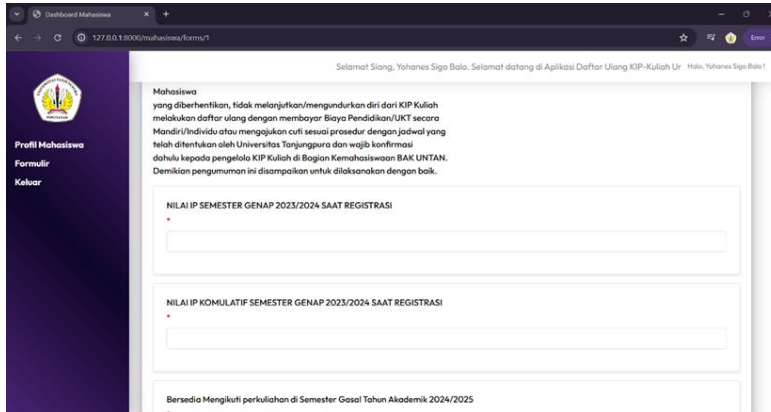 Dashboard Mahasiswa
127.0.0.1:8000/mahasiswa/forms/1
Error
Selamat Siang, Yohanes Sigo Balo. Selamat datang di Aplikasi Daftar Ulang KIP-Kuliah Ur
Halo, Yohanes Sigo Balo !
Profil Mahasiswa
Formulir
Keluar
Mahasiswa
yang diberhentikan, tidak melanjutkan/mengundurkan diri dari KIP Kuliah
melakukan daftar ulang dengan membayar Biaya Pendidikan/UKT secara
Mandiri/Individu atau mengajukan cuti sesuai prosedur dengan jadwal yang
telah ditentukan oleh Universitas Tanjungpura dan wajib konfirmasi
dahulu kepada pengelola KIP Kuliah di Bagian Kemahasiswaan BAK UNTAN.
Demikian pengumuman ini disampaikan untuk dilaksanakan dengan baik.
NILAI IP SEMESTER GENAP 2023/2024 SAAT REGISTRASI
*
NILAI IP KOMULATIF SEMESTER GENAP 2023/2024 SAAT REGISTRASI
*
Bersedia Mengikuti perkuliahan di Semester Gasal Tahun Akademik 2024/2025